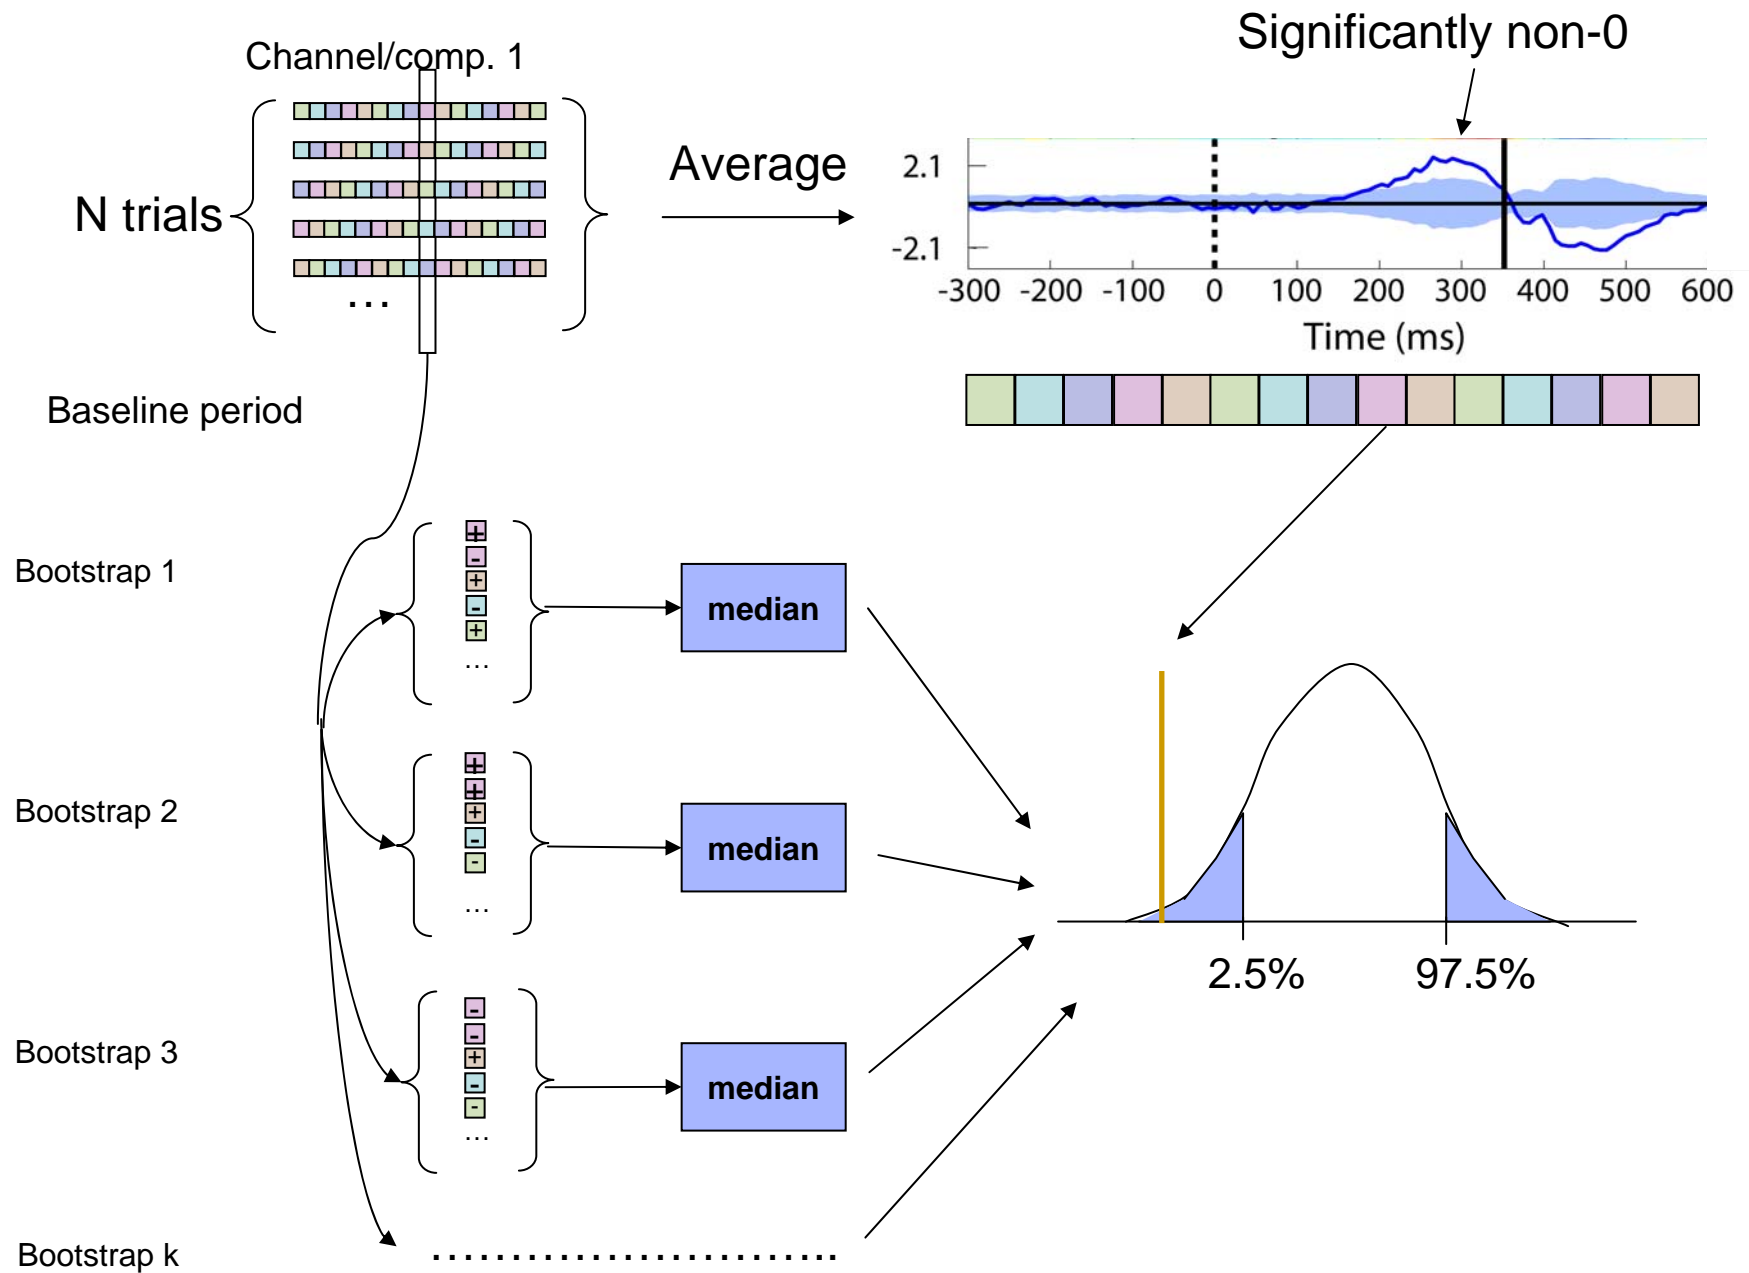 Significantly non-0
Channel/comp. 1
N trials
...
Average
2.1
-2.1
-300 -200 -100 0 100 200 300 400 500 600
Time (ms)
Baseline period
Bootstrap 1
+
-
+
-
+
...
median
Bootstrap 2
+
+
+
-
-
...
median
2.5% 97.5%
Bootstrap 3
-
-
+
-
-
...
median
Bootstrap k
..........................